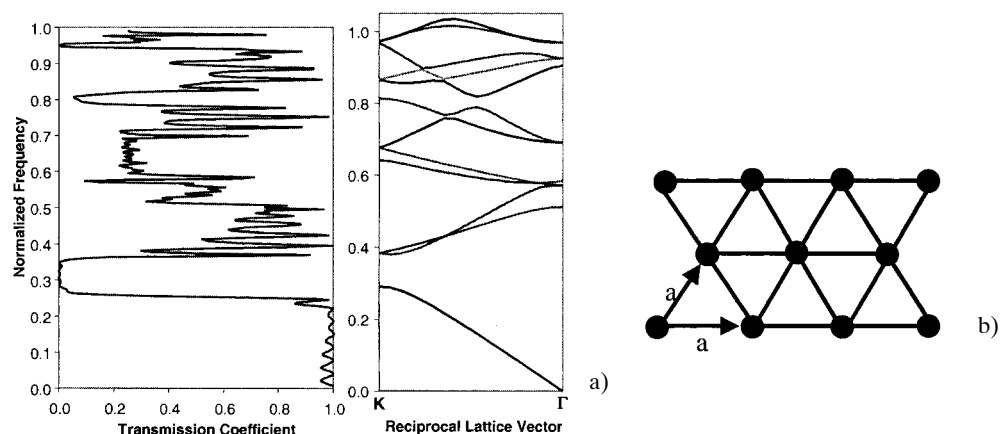 Normalized Frequency
1.0
0.9
0.8
0.7
0.6
0.5
0.4
0.3
0.2
0.1
0.0
0.0 0.2 0.4 0.6 0.8 1.0
Transmission Coefficient
1.0
0.8
0.6
0.4
0.2
0.0
K Γ
Reciprocal Lattice Vector
a)
a
a
b)